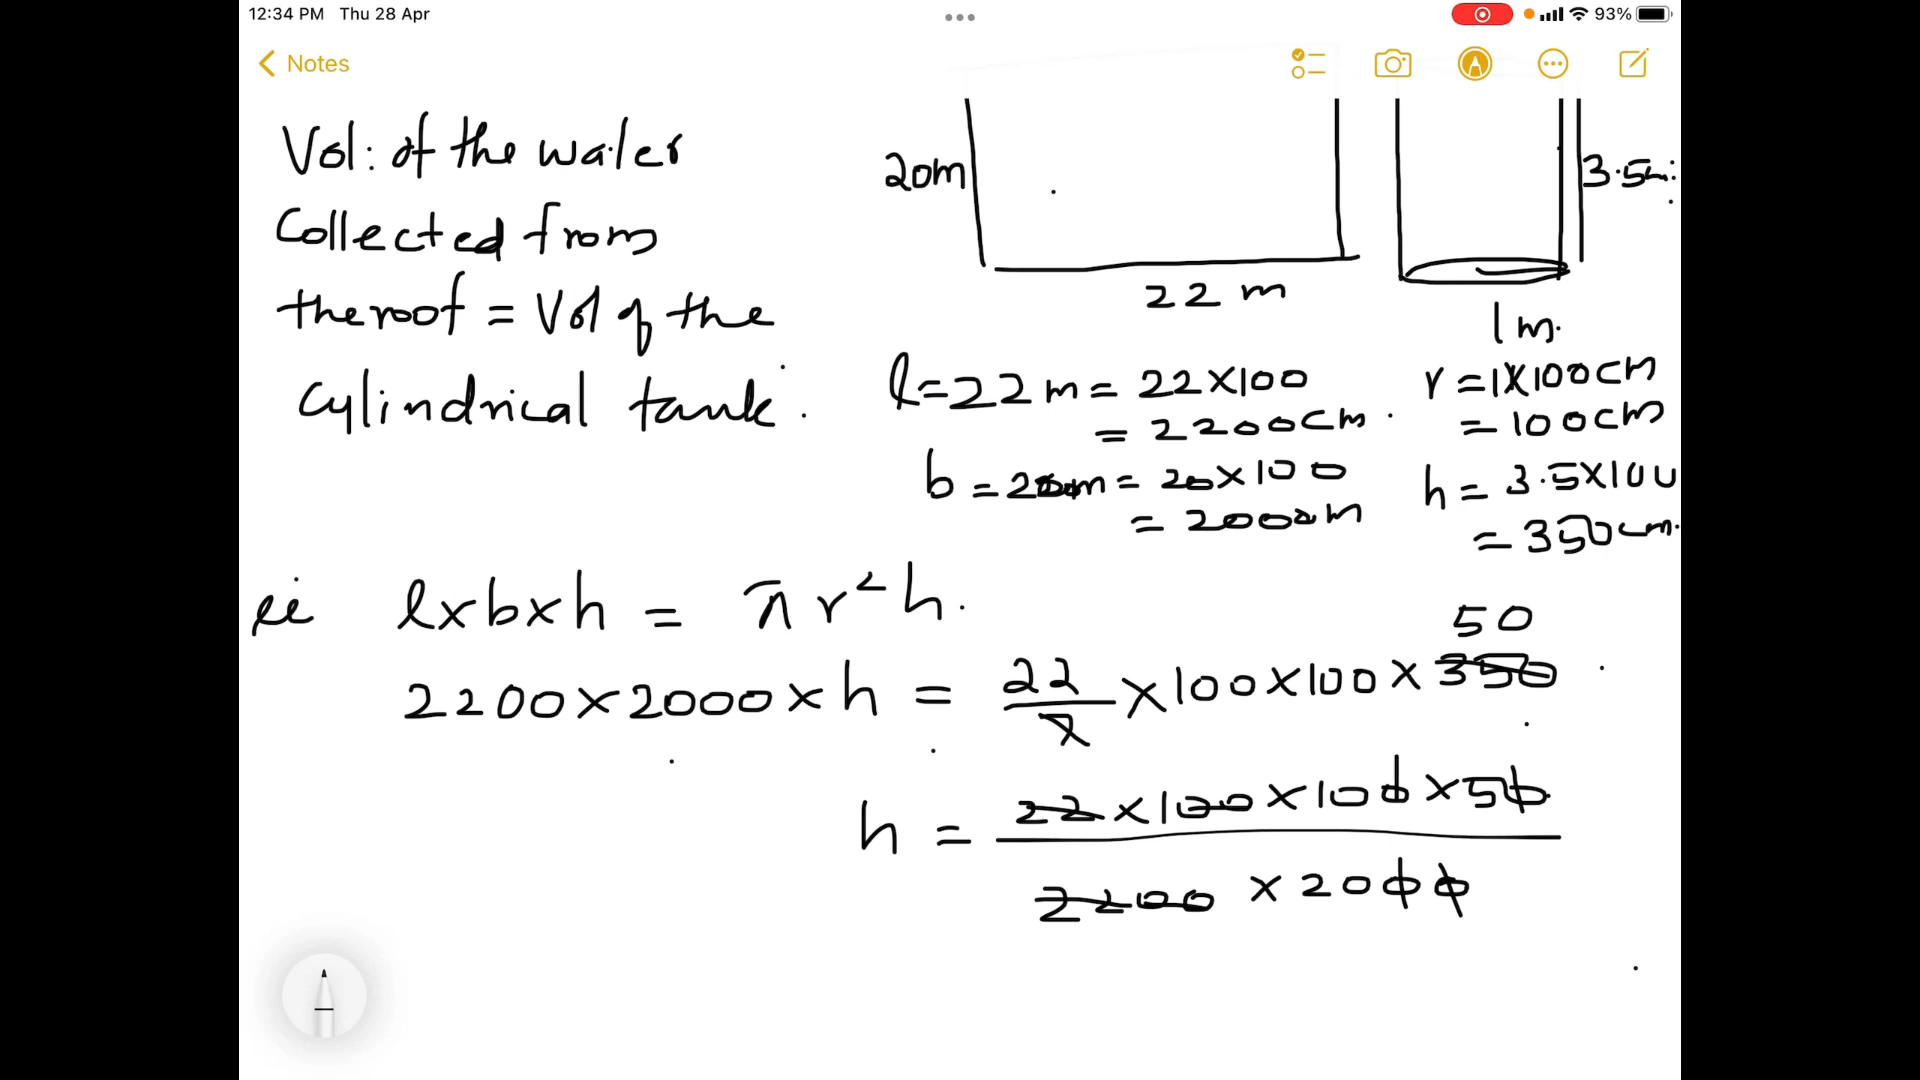 12:34 PM Thu 28 Apr
93%
Notes
Vol: of the water
Collected from
the roof = Vol of the
Cylindrical tank.
20m
22 m
3.5m
1m.
l=22m = 22×100
= 2200cm.
b=20m = 20×100
= 2000m
r =1×100cm
= 100cm
h = 3.5×100
= 350cm.
ie l×b×h = πr²h.
50
2200×2000×h = 22/7 ×100×100×350
h = 22×100×100×50
2200 ×2000